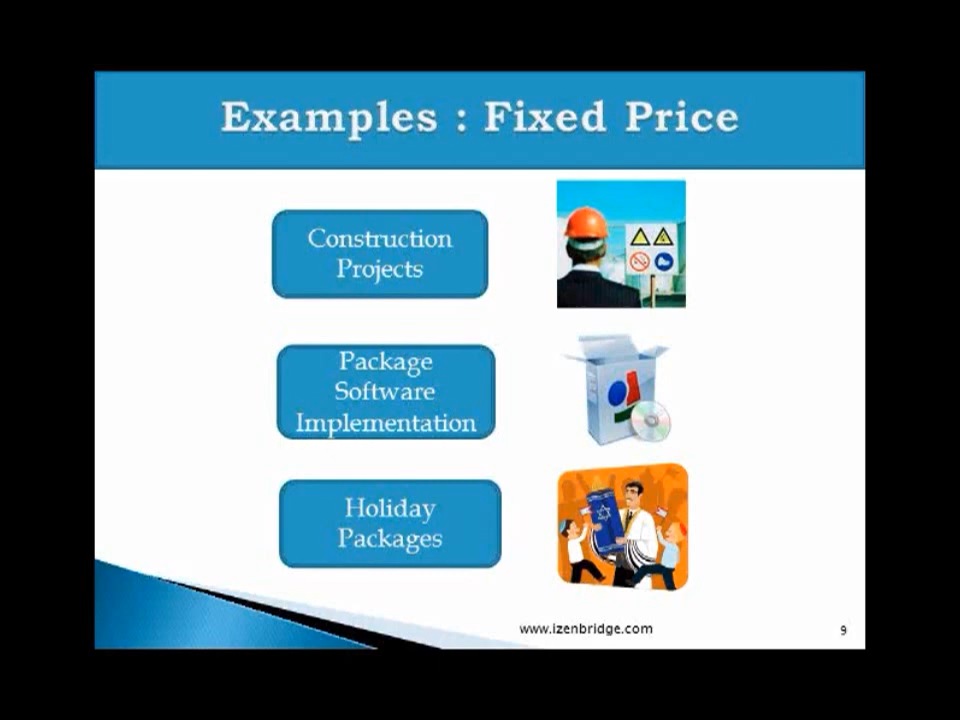 Examples : Fixed Price
Construction
Projects
Package
Software
Implementation
Holiday
Packages
www.izenbridge.com
9